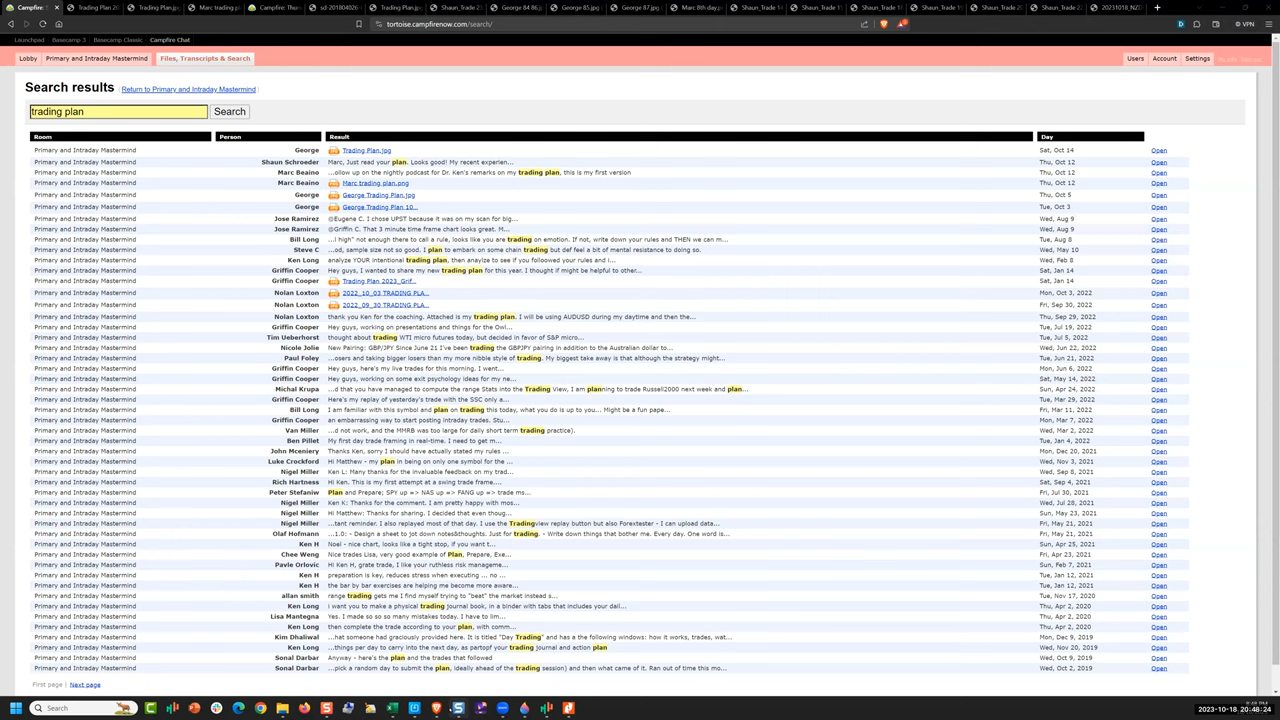 Campfire: S
Trading Plan 20
Trading Plan.jp
Marc trading pl
Campfire: Thurs
sd-201804026
Trading Plan.jp
Shaun_Trade 2
George 84 86.j
George 85.jpg
George 87.jpg
Marc 8th day.p
Shaun_Trade 14
Shaun_Trade 1
Shaun_Trade 18
Shaun_Trade 19
Shaun_Trade 20
Shaun_Trade 2
20231018_NZD
tortoise.campfirenow.com/search/
VPN
Launchpad Basecamp 3 Basecamp Classic Campfire Chat
Lobby Primary and Intraday Mastermind Files, Transcripts & Search Users Account Settings
Search results Return to Primary and Intraday Mastermind
trading plan Search
Room Person Result Day
Primary and Intraday Mastermind George Trading Plan.jpg Sat, Oct 14 Open
Primary and Intraday Mastermind Shaun Schroeder Marc, Just read your plan. Looks good! My recent experien... Thu, Oct 12 Open
Primary and Intraday Mastermind Marc Beaino ...ollow up on the nightly podcast for Dr. Ken's remarks on my trading plan, this is my first version Thu, Oct 12 Open
Primary and Intraday Mastermind Marc Beaino Marc trading plan.png Thu, Oct 12 Open
Primary and Intraday Mastermind George George Trading Plan.jpg Thu, Oct 5 Open
Primary and Intraday Mastermind George George Trading Plan 10... Tue, Oct 3 Open
Primary and Intraday Mastermind Jose Ramirez @Eugene C. I chose UPST because it was on my scan for big... Wed, Aug 9 Open
Primary and Intraday Mastermind Jose Ramirez @Griffin C. That 3 minute time frame chart looks great. M... Wed, Aug 9 Open
Primary and Intraday Mastermind Bill Long ...l high" not enough there to call a rule, looks like you are trading on emotion. If not, write down your rules and THEN we can m... Tue, Aug 8 Open
Primary and Intraday Mastermind Steve C ...od, sample size not so good. I plan to embark on some chain trading but def feel a bit of mental resistance to doing so. Wed, May 10 Open
Primary and Intraday Mastermind Ken Long analyze YOUR intentional trading plan, then anaylze to see if you followed your rules and i... Wed, Feb 8 Open
Primary and Intraday Mastermind Griffin Cooper Hey guys, I wanted to share my new trading plan for this year. I thought if might be helpful to other... Sat, Jan 14 Open
Primary and Intraday Mastermind Griffin Cooper Trading Plan 2023_Grif... Sat, Jan 14 Open
Primary and Intraday Mastermind Nolan Loxton 2022_10_03 TRADING PLA... Mon, Oct 3, 2022 Open
Primary and Intraday Mastermind Nolan Loxton 2022_09_30 TRADING PLA... Fri, Sep 30, 2022 Open
Primary and Intraday Mastermind Nolan Loxton thank you Ken for the coaching. Attached is my trading plan. I will be using AUDUSD during my daytime and then the... Thu, Sep 29, 2022 Open
Primary and Intraday Mastermind Griffin Cooper Hey guys, working on presentations and things for the Owl... Tue, Jul 19, 2022 Open
Primary and Intraday Mastermind Tim Ueberhorst thought about trading WTI micro futures today, but decided in favor of S&P micro... Tue, Jul 5, 2022 Open
Primary and Intraday Mastermind Nicole Jolie New Pairing: GBP/JPY Since June 21 I've been trading the GBPJPY pairing in addition to the Australian dollar to... Wed, Jun 22, 2022 Open
Primary and Intraday Mastermind Paul Foley ...osers and taking bigger losers than my more nibble style of trading. My biggest take away is that although the strategy might... Tue, Jun 21, 2022 Open
Primary and Intraday Mastermind Griffin Cooper Hey guys, here's my live trades for this morning. I went... Mon, Jun 6, 2022 Open
Primary and Intraday Mastermind Griffin Cooper Hey guys, working on some exit psychology ideas for my ne... Sat, May 14, 2022 Open
Primary and Intraday Mastermind Michal Krupa ...d that you have managed to compute the range Stats into the Trading View, I am planning to trade Russell2000 next week and plan... Sun, Apr 24, 2022 Open
Primary and Intraday Mastermind Griffin Cooper Here's my replay of yesterday's trade with the SSC only a... Tue, Mar 29, 2022 Open
Primary and Intraday Mastermind Bill Long I am familiar with this symbol and plan on trading this today, what you do is up to you... Might be a fun pape... Fri, Mar 11, 2022 Open
Primary and Intraday Mastermind Griffin Cooper an embarrassing way to start posting intraday trades. Stu... Mon, Mar 7, 2022 Open
Primary and Intraday Mastermind Van Miller ...d not work, and the MMRB was too large for daily short term trading practice). Wed, Mar 2, 2022 Open
Primary and Intraday Mastermind Ben Pillet My first day trade framing in real-time. I need to get m... Tue, Jan 4, 2022 Open
Primary and Intraday Mastermind John Mceniery Thanks Ken, sorry I should have actually stated my rules ... Mon, Dec 20, 2021 Open
Primary and Intraday Mastermind Luke Crockford Hi Matthew - my plan in being on only one symbol for the ... Wed, Nov 3, 2021 Open
Primary and Intraday Mastermind Nigel Miller Ken L: Many thanks for the invaluable feedback on my trad... Wed, Sep 8, 2021 Open
Primary and Intraday Mastermind Rich Hartness Hi Ken. This is my first attempt at a swing trade frame... Sat, Sep 4, 2021 Open
Primary and Intraday Mastermind Peter Stefaniw Plan and Prepare; SPY up => NAS up => FANG up => trade ms... Fri, Jul 30, 2021 Open
Primary and Intraday Mastermind Nigel Miller Ken K: Thanks for the comment. I am pretty happy with mos... Wed, Jul 28, 2021 Open
Primary and Intraday Mastermind Nigel Miller Hi Matthew: Thanks for sharing. I decided that even thoug... Sun, May 23, 2021 Open
Primary and Intraday Mastermind Nigel Miller ...tant reminder. I also replayed most of that day. I use the Tradingview replay button but also Forextester - I can upload data... Fri, May 21, 2021 Open
Primary and Intraday Mastermind Olaf Hofmann ...1.0: - Design a sheet to jot down notes&thoughts. Just for trading. - Write down things that bother me. Every day. One word is... Fri, May 21, 2021 Open
Primary and Intraday Mastermind Ken H Noel - nice chart, looks like a tight stop, if you want t... Sun, Apr 25, 2021 Open
Primary and Intraday Mastermind Chee Weng Nice trades Lisa, very good example of Plan, Prepare, Exe... Fri, Apr 23, 2021 Open
Primary and Intraday Mastermind Pavle Orlovic Hi Ken H, grate trade, I like your ruthless risk manageme... Sun, Feb 7, 2021 Open
Primary and Intraday Mastermind Ken H preparation is key, reduces stress when executing ... no ... Tue, Jan 12, 2021 Open
Primary and Intraday Mastermind Ken H the bar by bar exercises are helping me become more aware... Tue, Jan 12, 2021 Open
Primary and Intraday Mastermind allan smith range trading gets me I find myself trying to "beat" the market instead s... Tue, Nov 17, 2020 Open
Primary and Intraday Mastermind Ken Long i want you to make a physical trading journal book, in a binder with tabs that includes your dail... Thu, Apr 2, 2020 Open
Primary and Intraday Mastermind Lisa Mantegna Yes. I made so so so many mistakes today. I have to lim... Thu, Apr 2, 2020 Open
Primary and Intraday Mastermind Ken Long then complete the trade according to your plan, with comm... Thu, Apr 2, 2020 Open
Primary and Intraday Mastermind Kim Dhaliwal ...hat someone had graciously provided here. It is titled "Day Trading" and has a the following windows: how it works, trades, wat... Mon, Dec 9, 2019 Open
Primary and Intraday Mastermind Ken Long ...things per day to carry into the next day, as partopf your trading journal and action plan Wed, Nov 20, 2019 Open
Primary and Intraday Mastermind Sonal Darbar Anyway - here's the plan and the trades that followed Wed, Oct 9, 2019 Open
Primary and Intraday Mastermind Sonal Darbar ...pick a random day to submit the plan, ideally ahead of the trading session) and then what came of it. Ran out of time this mo... Wed, Oct 2, 2019 Open
First page | Next page
Search
2023-10-18 20:48:24